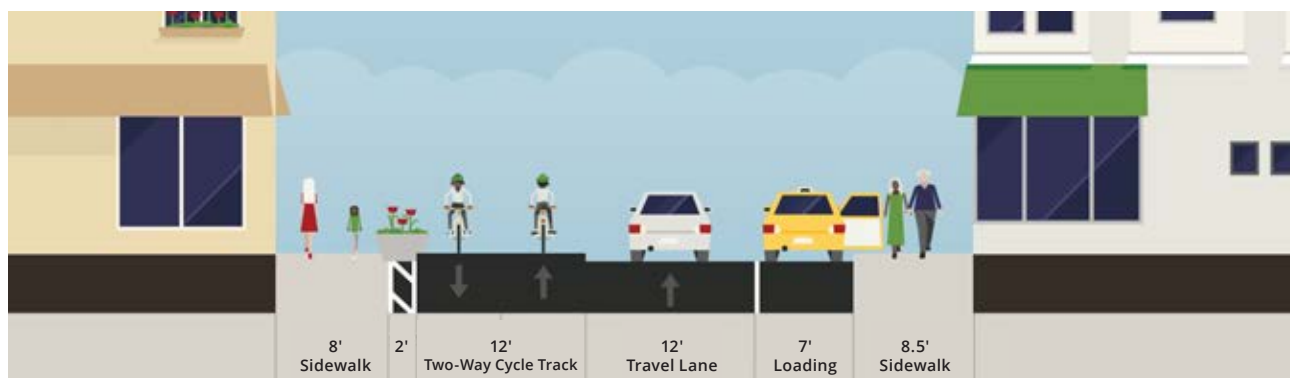 8'
Sidewalk
2'
12'
Two-Way Cycle Track
12'
Travel Lane
7'
Loading
8.5'
Sidewalk